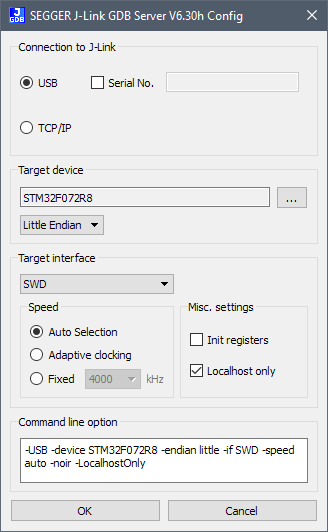 J GDB SEGGER J-Link GDB Server V6.30h Config
Connection to J-Link
USB Serial No.
TCP/IP
Target device
STM32F072R8 ...
Little Endian
Target interface
SWD
Speed
Auto Selection
Adaptive clocking
Fixed 4000 kHz
Misc. settings
Init registers
Localhost only
Command line option
-USB -device STM32F072R8 -endian little -if SWD -speed
auto -noir -LocalhostOnly
OK Cancel